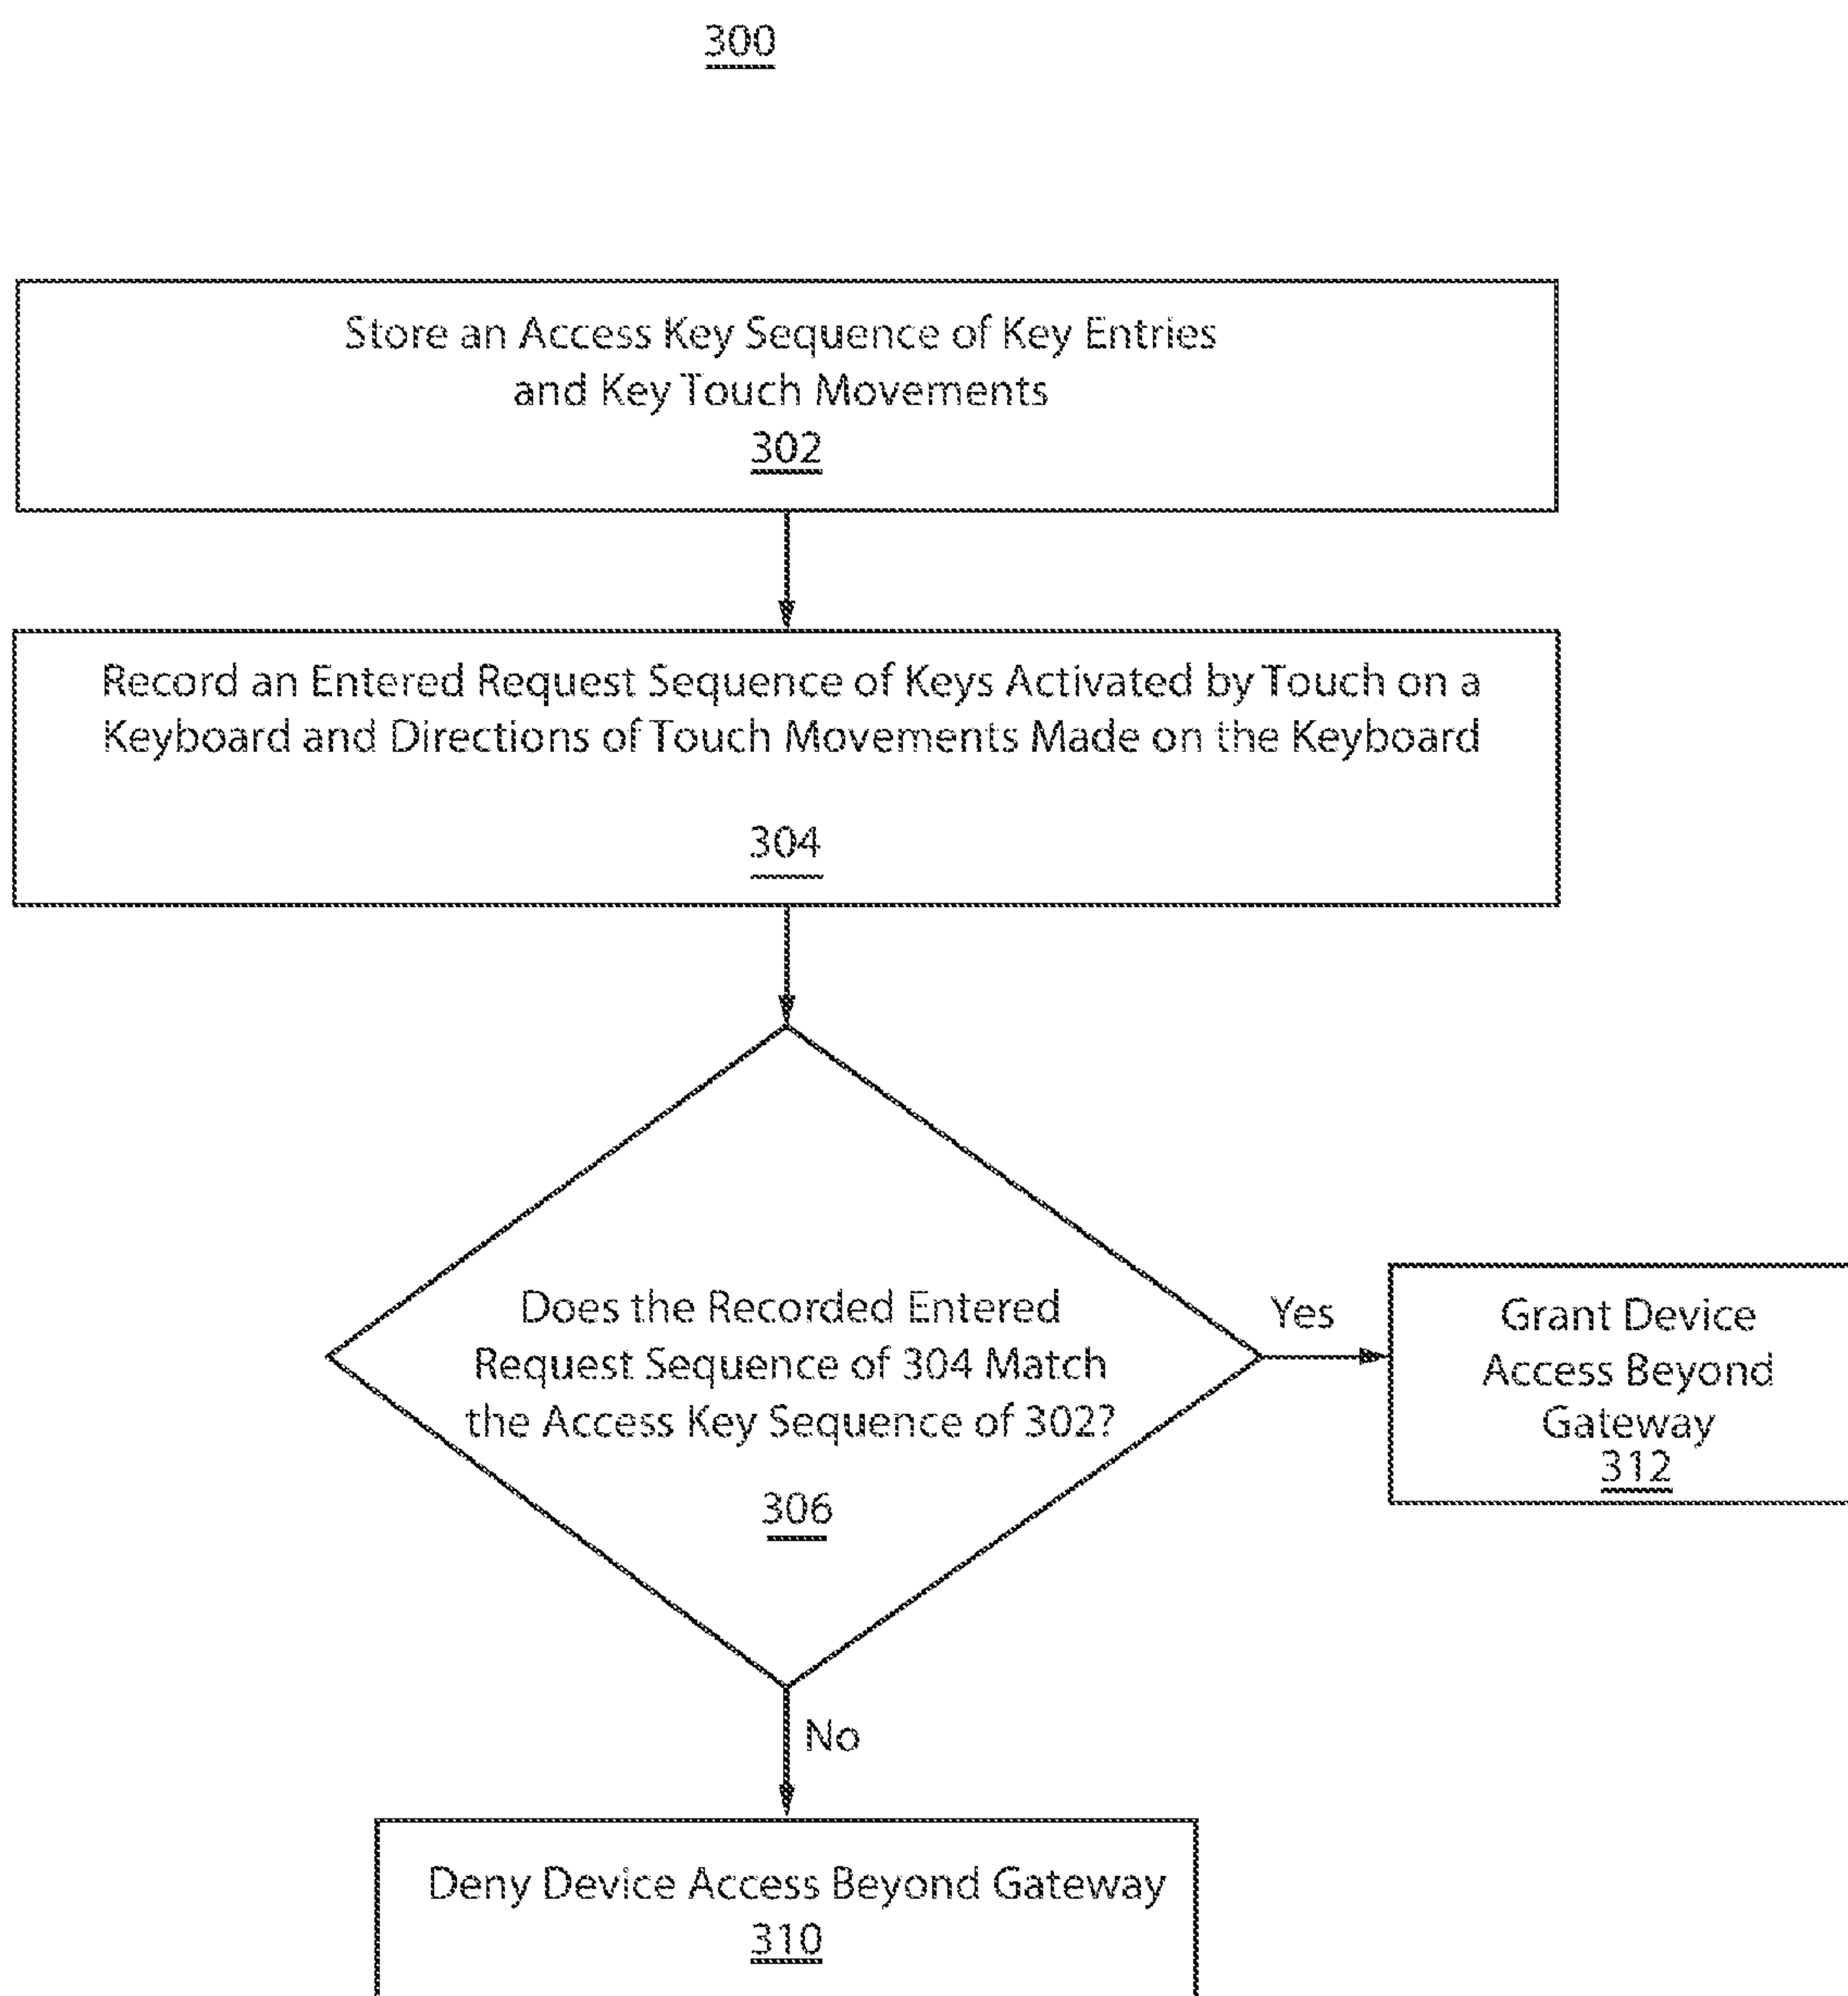 300
Store an Access Key Sequence of Key Entries
and Key Touch Movements
302
Record an Entered Request Sequence of Keys Activated by Touch on a
Keyboard and Directions of Touch Movements Made on the Keyboard
304
Does the Recorded Entered
Request Sequence of 304 Match
the Access Key Sequence of 302?
306
Yes
Grant Device
Access Beyond
Gateway
312
No
Deny Device Access Beyond Gateway
310